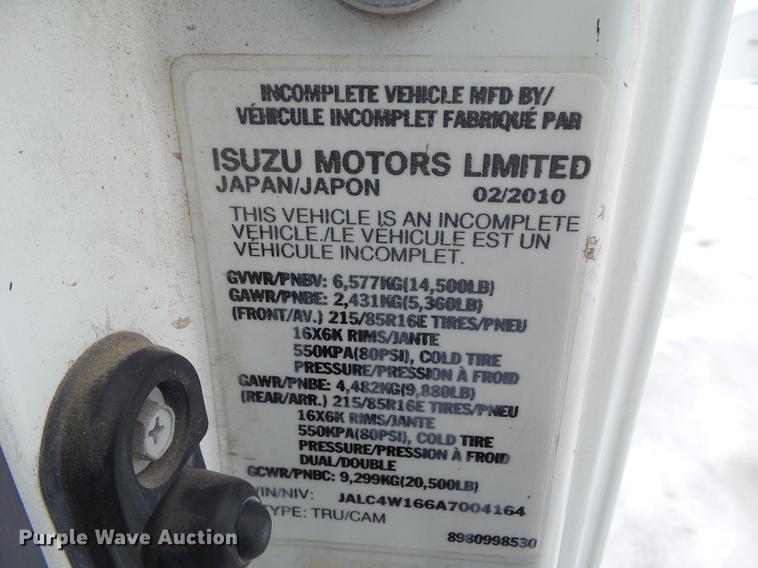 INCOMPLETE VEHICLE MFD BY/
VÉHICULE INCOMPLET FABRIQUÉ PAR
ISUZU MOTORS LIMITED
JAPAN/JAPON 02/2010
THIS VEHICLE IS AN INCOMPLETE
VEHICLE./LE VÉHICULE EST UN
VÉHICULE INCOMPLET.
GVWR/PNBV: 6,577KG(14,500LB)
GAWR/PNBE: 2,431KG(5,360LB)
(FRONT/AV.) 215/85R16E TIRES/PNEU
16X6K RIMS/JANTE
550KPA(80PSI), COLD TIRE
PRESSURE/PRESSION À FROID
GAWR/PNBE: 4,482KG(9,880LB)
(REAR/ARR.) 215/85R16E TIRES/PNEU
16X6K RIMS/JANTE
550KPA(80PSI), COLD TIRE
PRESSURE/PRESSION À FROID
DUAL/DOUBLE
GCWR/PNBC: 9,299KG(20,500LB)
VIN/NIV: JALC4W166A7004164
TYPE: TRU/CAM
8980998530
Purple Wave Auction